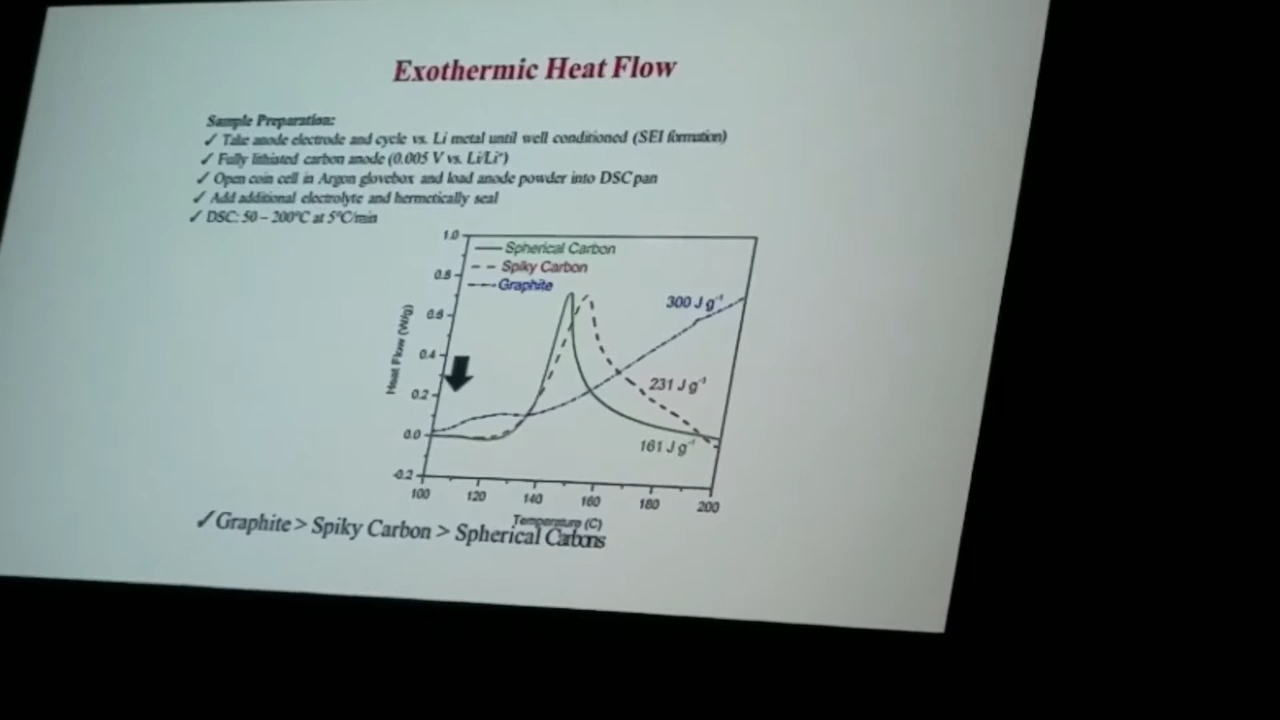 Exothermic Heat Flow
Sample Preparation:
✓ Take anode electrode and cycle vs. Li metal until well conditioned (SEI formation)
✓ Fully lithiated carbon anode (0.005 V vs. Li/Li⁺)
✓ Open coin cell in Argon glovebox and load anode powder into DSC pan
✓ Add additional electrolyte and hermetically seal
✓ DSC: 50 – 200°C at 5°C/min
1.0
Spherical Carbon
0.8
Spiky Carbon
Graphite
300 J g⁻¹
0.6
Heat Flow (W/g)
0.4
231 J g⁻¹
0.2
0.0
161 J g⁻¹
-0.2
100 120 140 160 180 200
Temperature (C)
✓ Graphite > Spiky Carbon > Spherical Carbons